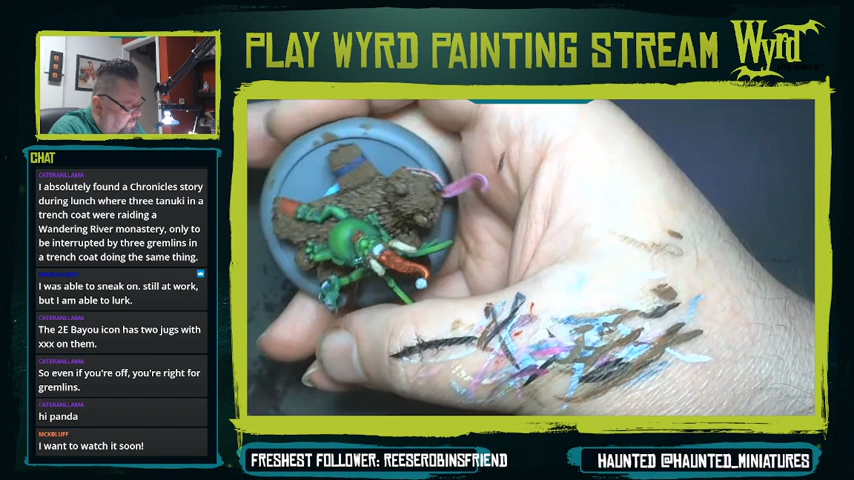 PLAY WYRD PAINTING STREAM
Wyrd
CHAT
CATERANLLAMA
I absolutely found a Chronicles story
during lunch where three tanuki in a
trench coat were raiding a
Wandering River monastery, only to
be interrupted by three gremlins in
a trench coat doing the same thing.
I was able to sneak on. still at work,
but I am able to lurk.
CATERANLLAMA
The 2E Bayou icon has two jugs with
xxx on them.
CATERANLLAMA
So even if you're off, you're right for
gremlins.
CATERANLLAMA
hi panda
MCKBLUFF
I want to watch it soon!
FRESHEST FOLLOWER: REESEROBINSFRIEND
HAUNTED @HAUNTED_MINIATURES